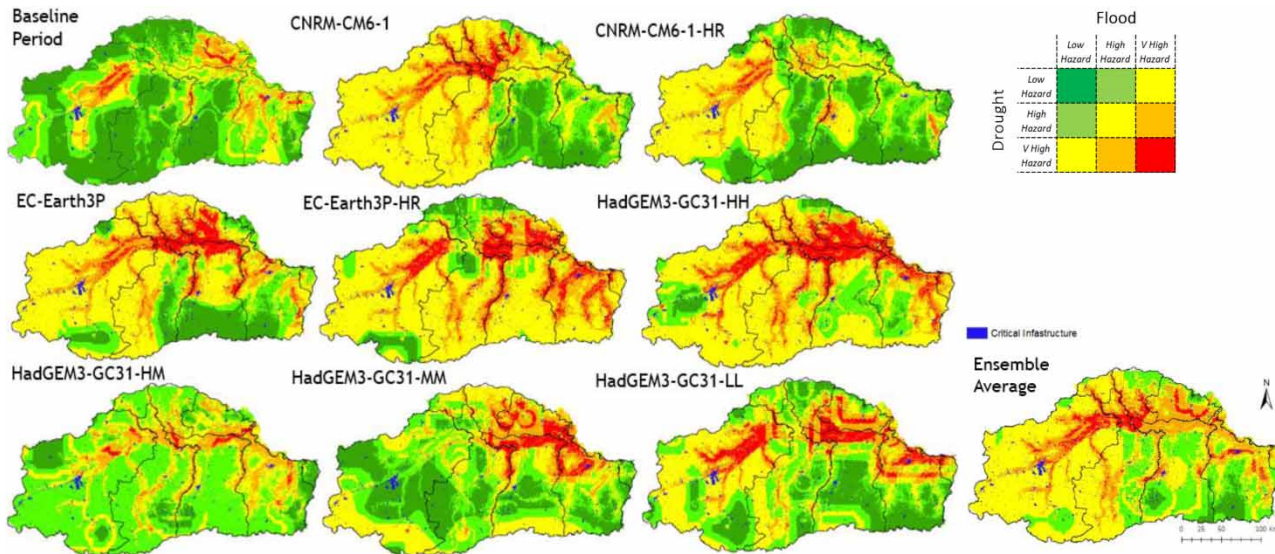 Baseline
Period
CNRM-CM6-1
CNRM-CM6-1-HR
Flood
Low
Hazard
High
Hazard
V High
Hazard
Drought
Low
Hazard
High
Hazard
V High
Hazard
EC-Earth3P
EC-Earth3P-HR
HadGEM3-GC31-HH
Critical Infastructure
HadGEM3-GC31-HM
HadGEM3-GC31-MM
HadGEM3-GC31-LL
Ensemble
Average
N
0 25 50 100 Km